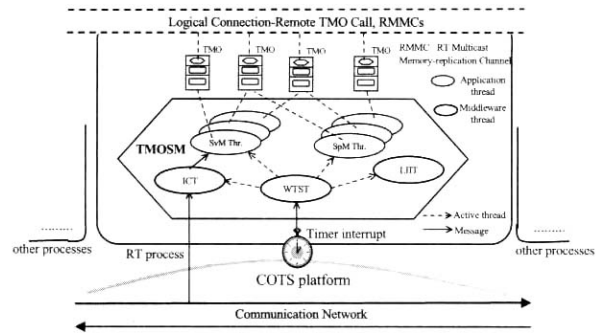 Logical Connection-Remote TMO Call, RMMCs
TMO
TMO
TMO
TMO
RMMC RT Multicast
Memory-replication Channel
Application
thread
Middleware
thread
TMOSM
SvM Thr.
SpM Thr.
ICT
WTST
LIIT
Active thread
Message
Timer interrupt
other processes
RT process
other processes
COTS platform
Communication Network